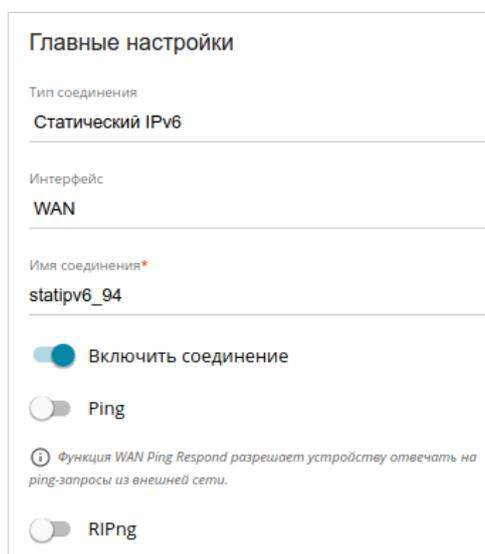 Главные настройки
Тип соединения
Статический IPv6
Интерфейс
WAN
Имя соединения*
statipv6_94
Включить соединение
Ping
Функция WAN Ping Respond разрешает устройству отвечать на
ping-запросы из внешней сети.
RIPng